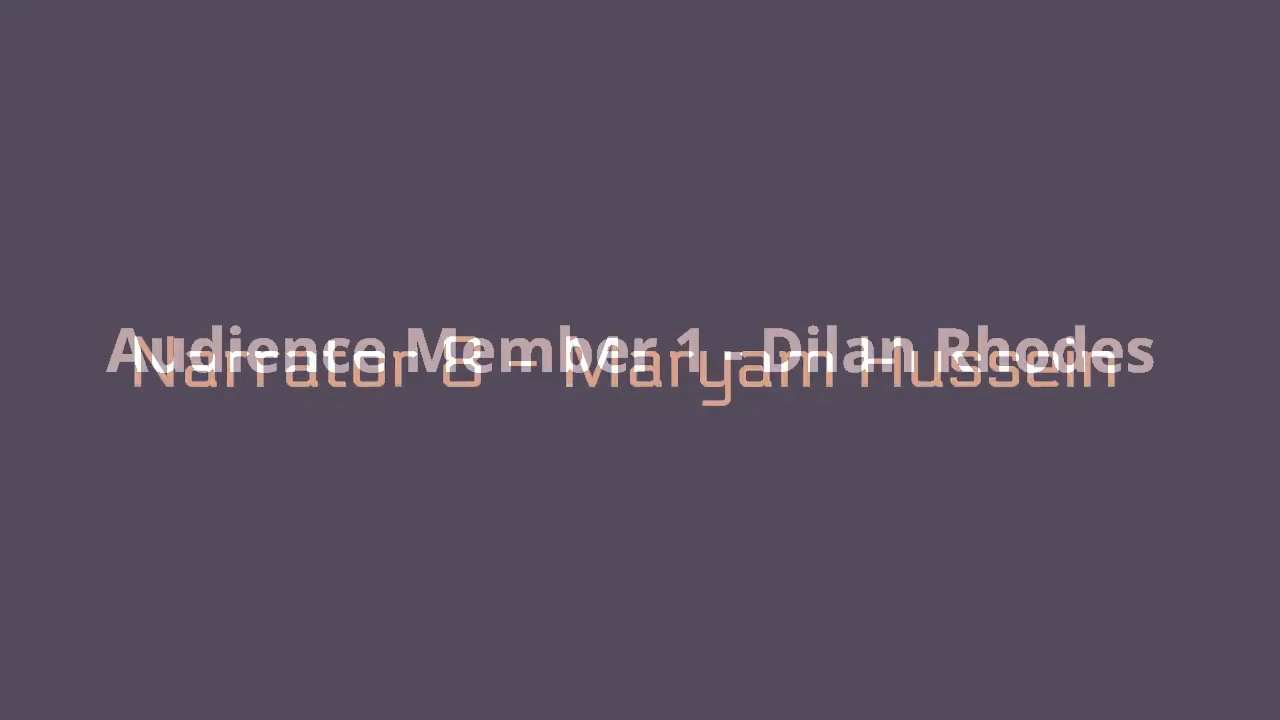 Audience Member 1 - Dilan Rhodes
Narrator 8 - Maryam Hussein